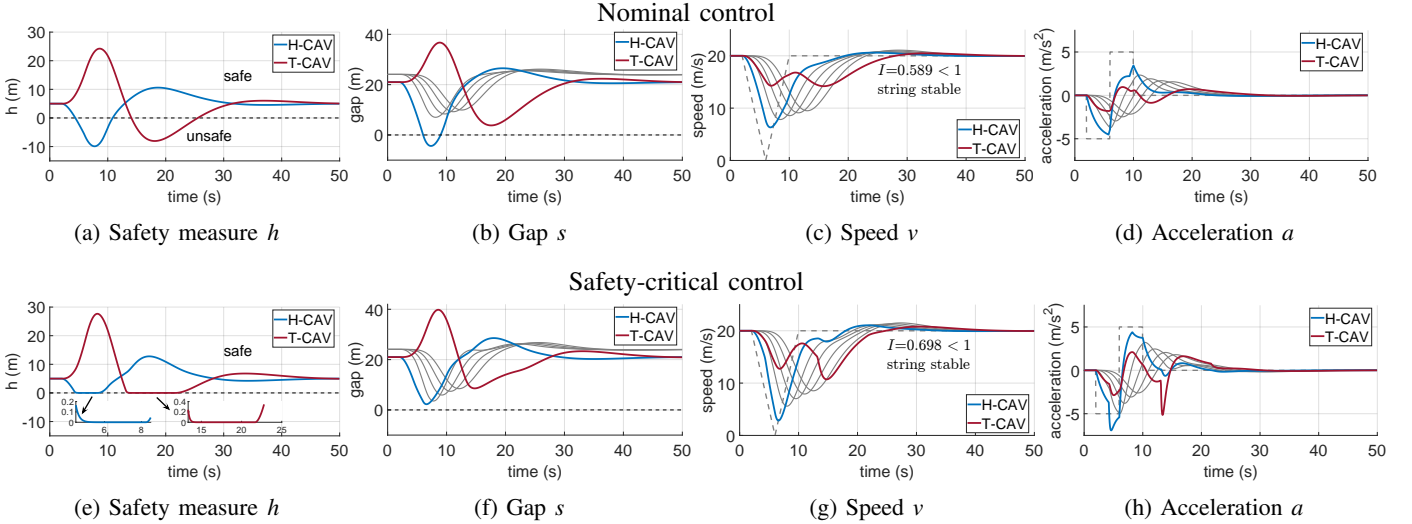 Nominal control
30
20
10
0
-10
h (m)
H-CAV
T-CAV
safe
unsafe
0 10 20 30 40 50
time (s)
(a) Safety measure h
40
20
0
gap (m)
H-CAV
T-CAV
0 10 20 30 40 50
time (s)
(b) Gap s
20
10
0
speed (m/s)
I=0.589 < 1
string stable
H-CAV
T-CAV
0 10 20 30 40 50
time (s)
(c) Speed v
5
0
-5
acceleration (m/s²)
H-CAV
T-CAV
0 10 20 30 40 50
time (s)
(d) Acceleration a
Safety-critical control
30
20
10
0
-10
h (m)
H-CAV
T-CAV
safe
0.2
0.1
0
6 8
0.4
0.2
0
15 20 25
0 10 20 30 40 50
time (s)
(e) Safety measure h
40
20
0
gap (m)
H-CAV
T-CAV
0 10 20 30 40 50
time (s)
(f) Gap s
20
10
0
speed (m/s)
I=0.698 < 1
string stable
H-CAV
T-CAV
0 10 20 30 40 50
time (s)
(g) Speed v
5
0
-5
acceleration (m/s²)
H-CAV
T-CAV
0 10 20 30 40 50
time (s)
(h) Acceleration a